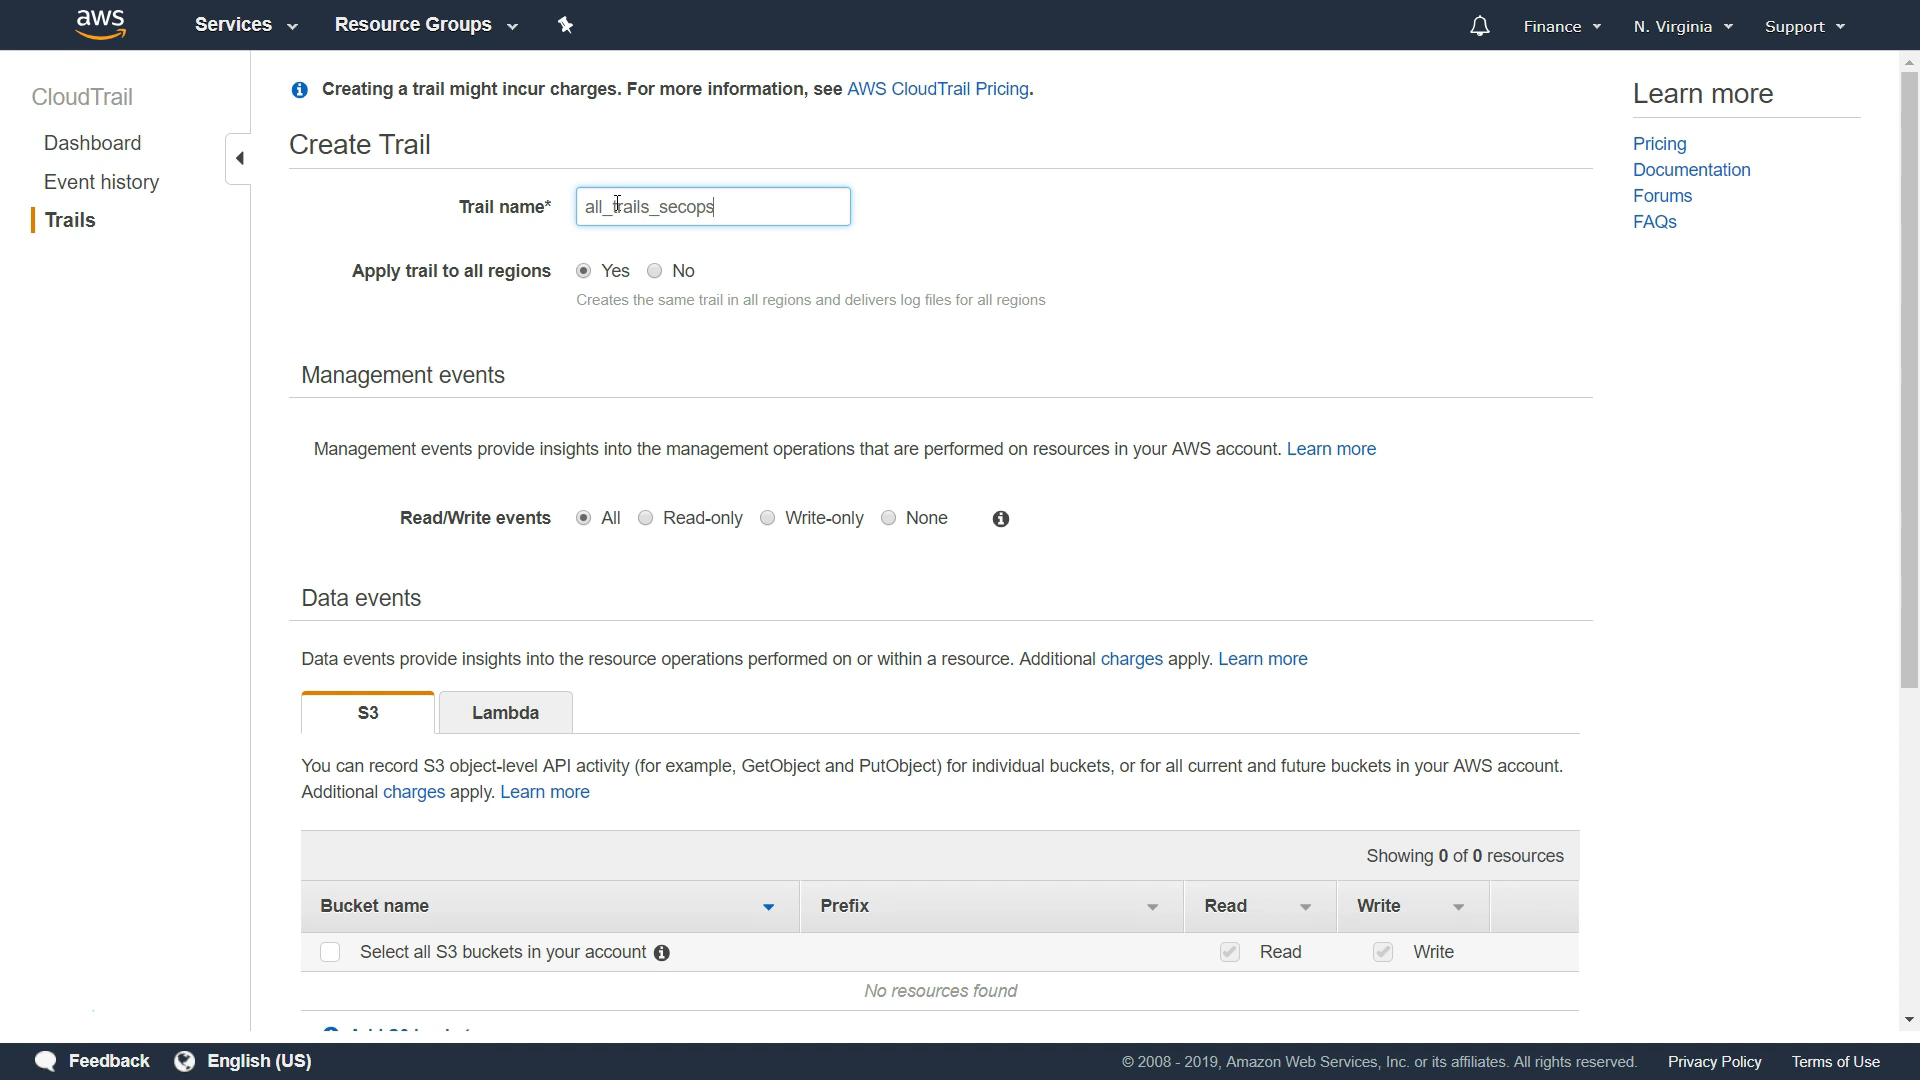 aws Services Resource Groups Finance N. Virginia Support
CloudTrail
Dashboard
Event history
Trails
Creating a trail might incur charges. For more information, see AWS CloudTrail Pricing.
Create Trail
Trail name* all_trails_secops
Apply trail to all regions Yes No
Creates the same trail in all regions and delivers log files for all regions
Management events
Management events provide insights into the management operations that are performed on resources in your AWS account. Learn more
Read/Write events All Read-only Write-only None
Data events
Data events provide insights into the resource operations performed on or within a resource. Additional charges apply. Learn more
S3 Lambda
You can record S3 object-level API activity (for example, GetObject and PutObject) for individual buckets, or for all current and future buckets in your AWS account.
Additional charges apply. Learn more
Showing 0 of 0 resources
Bucket name Prefix Read Write
Select all S3 buckets in your account Read Write
No resources found
Learn more
Pricing
Documentation
Forums
FAQs
Feedback English (US) © 2008 - 2019, Amazon Web Services, Inc. or its affiliates. All rights reserved. Privacy Policy Terms of Use